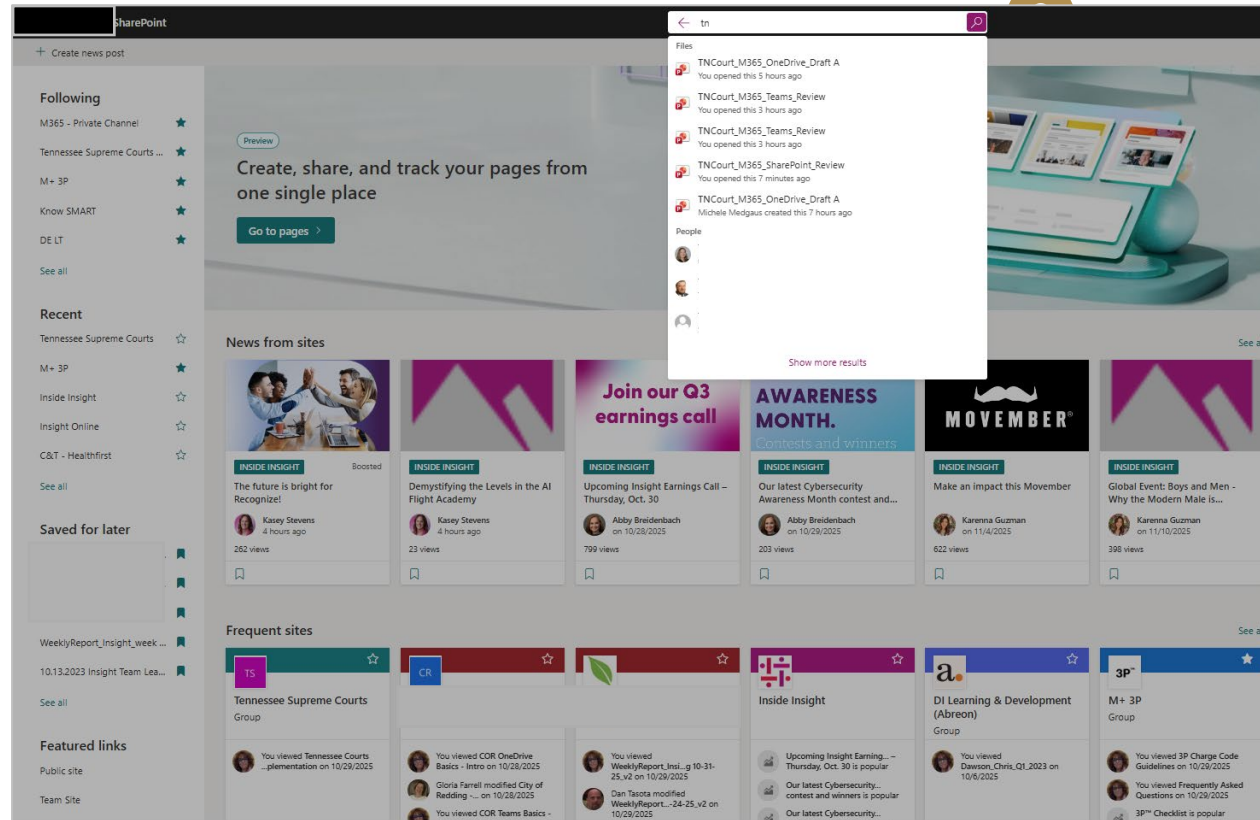 SharePoint
tn
+ Create news post
Files
TNCourt_M365_OneDrive_Draft A
You opened this 5 hours ago
TNCourt_M365_Teams_Review
You opened this 3 hours ago
TNCourt_M365_Teams_Review
You opened this 3 hours ago
TNCourt_M365_SharePoint_Review
You opened this 7 minutes ago
TNCourt_M365_OneDrive_Draft A
Michele Medgaus created this 7 hours ago
People
Show more results
Following
M365 - Private Channel
Tennessee Supreme Courts ...
M+ 3P
Know SMART
DE LT
See all
Preview
Create, share, and track your pages from
one single place
Go to pages
Recent
Tennessee Supreme Courts
M+ 3P
Inside Insight
Insight Online
C&T - Healthfirst
See all
Saved for later
WeeklyReport_Insight_week ...
10.13.2023 Insight Team Lea...
See all
Featured links
Public site
Team Site
News from sites
See a
INSIDE INSIGHT
Boosted
The future is bright for
Recognize!
Kasey Stevens
4 hours ago
262 views
INSIDE INSIGHT
Demystifying the Levels in the AI
Flight Academy
Kasey Stevens
4 hours ago
23 views
Join our Q3
earnings call
INSIDE INSIGHT
Upcoming Insight Earnings Call –
Thursday, Oct. 30
Abby Breidenbach
on 10/28/2025
799 views
AWARENESS
MONTH.
Contests and winners
INSIDE INSIGHT
Our latest Cybersecurity
Awareness Month contest and...
Abby Breidenbach
on 10/29/2025
203 views
MOVEMBER®
INSIDE INSIGHT
Make an impact this Movember
Karenna Guzman
on 11/4/2025
622 views
INSIDE INSIGHT
Global Event: Boys and Men -
Why the Modern Male is...
Karenna Guzman
on 11/10/2025
398 views
Frequent sites
See a
TS
Tennessee Supreme Courts
Group
You viewed Tennessee Courts
...plementation on 10/29/2025
CR
You viewed COR OneDrive
Basics - Intro on 10/28/2025
Gloria Farrell modified City of
Redding -... on 10/28/2025
You viewed COR Teams Basics -
You viewed
WeeklyReport_Insi...g 10-31-
25_v2 on 10/29/2025
Dan Tasota modified
WeeklyReport...-24-25_v2 on
10/29/2025
Inside Insight
Upcoming Insight Earning... –
Thursday, Oct. 30 is popular
Our latest Cybersecurity...
contest and winners is popular
Our latest Cybersecurity...
a.
DI Learning & Development
(Abreon)
Group
You viewed
Dawson_Chris_Q1_2023 on
10/6/2025
3P™
M+ 3P
Group
You viewed 3P Charge Code
Guidelines on 10/29/2025
You viewed Frequently Asked
Questions on 10/29/2025
3P™ Checklist is popular